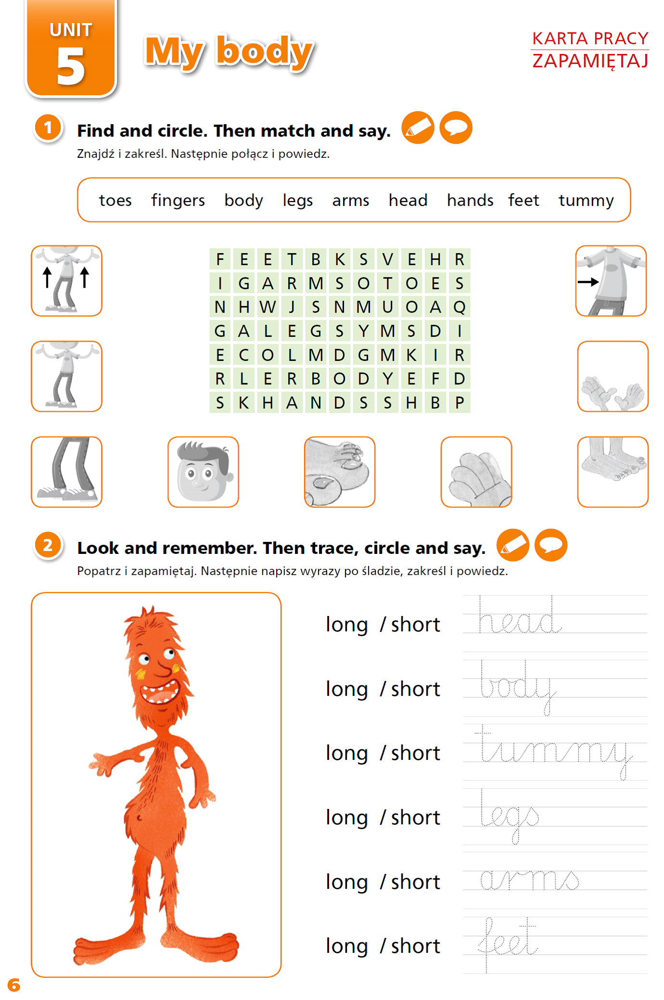 UNIT
5
My body
KARTA PRACY
ZAPAMIĘTAJ
1
Find and circle. Then match and say.
Znajdź i zakreśl. Następnie połącz i powiedz.
toes fingers body legs arms head hands feet tummy
F E E T B K S V E H R
I G A R M S O T O E S
N H W J S N M U O A Q
G A L E G S Y M S D I
E C O L M D G M K I R
R L E R B O D Y E F D
S K H A N D S S H B P
2
Look and remember. Then trace, circle and say.
Popatrz i zapamiętaj. Następnie napisz wyrazy po śladzie, zakreśl i powiedz.
long / short head
long / short body
long / short tummy
long / short legs
long / short arms
long / short feet
6